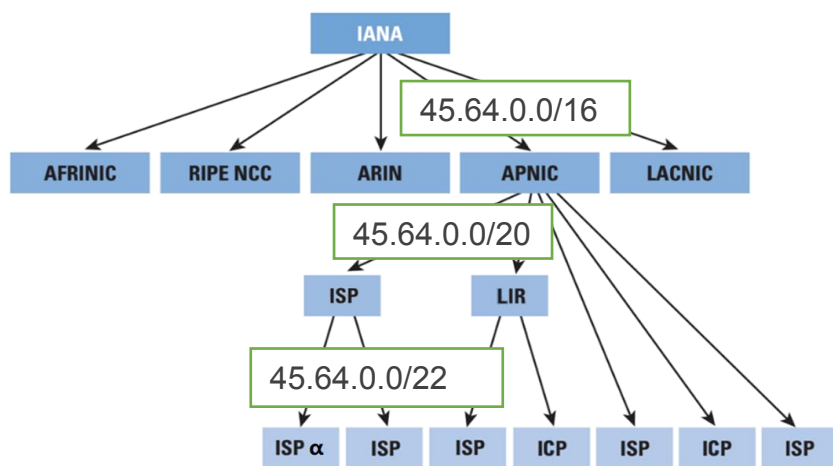 IANA
45.64.0.0/16
AFRINIC
RIPE NCC
ARIN
APNIC
LACNIC
45.64.0.0/20
ISP
LIR
45.64.0.0/22
ISP α
ISP
ISP
ICP
ISP
ICP
ISP